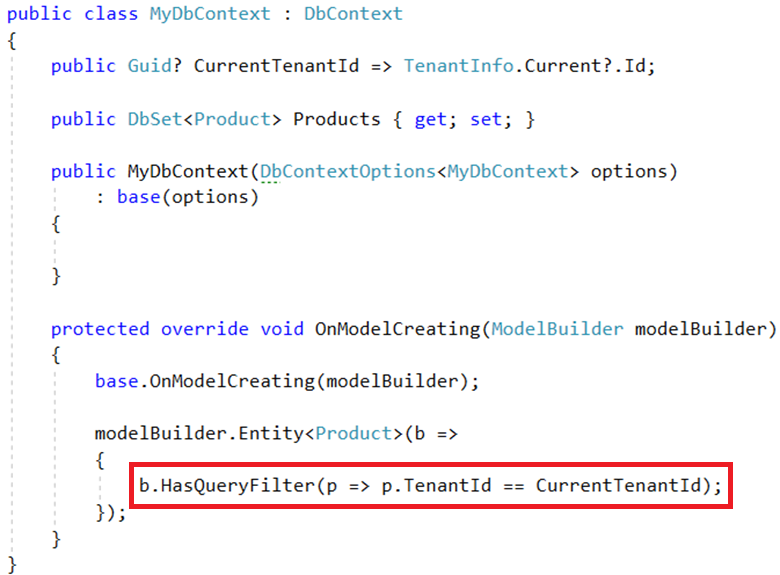 public class MyDbContext : DbContext
{
    public Guid? CurrentTenantId => TenantInfo.Current?.Id;
    public DbSet<Product> Products { get; set; }
    public MyDbContext(DbContextOptions<MyDbContext> options)
        : base(options)
    {
    }
    protected override void OnModelCreating(ModelBuilder modelBuilder)
    {
        base.OnModelCreating(modelBuilder);
        modelBuilder.Entity<Product>(b =>
        {
            b.HasQueryFilter(p => p.TenantId == CurrentTenantId);
        });
    }
}